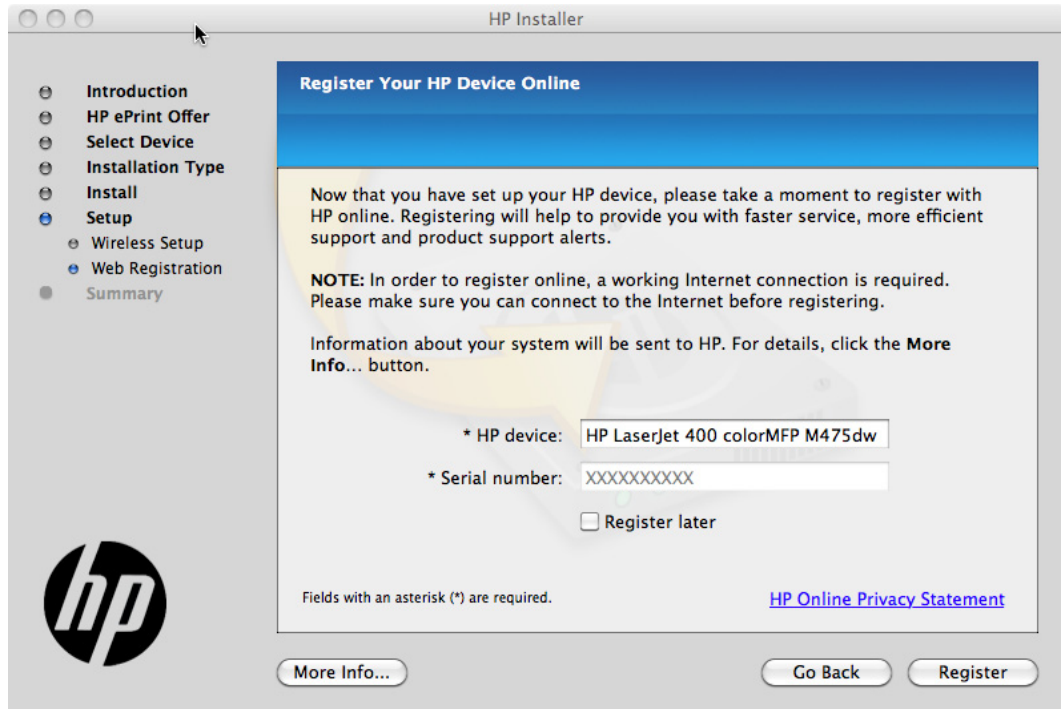 HP Installer
Introduction
HP ePrint Offer
Select Device
Installation Type
Install
Setup
Wireless Setup
Web Registration
Summary
hp
Register Your HP Device Online
Now that you have set up your HP device, please take a moment to register with
HP online. Registering will help to provide you with faster service, more efficient
support and product support alerts.
NOTE: In order to register online, a working Internet connection is required.
Please make sure you can connect to the Internet before registering.
Information about your system will be sent to HP. For details, click the More
Info... button.
* HP device: HP LaserJet 400 colorMFP M475dw
* Serial number: XXXXXXXXXX
Register later
Fields with an asterisk (*) are required. HP Online Privacy Statement
More Info... Go Back Register